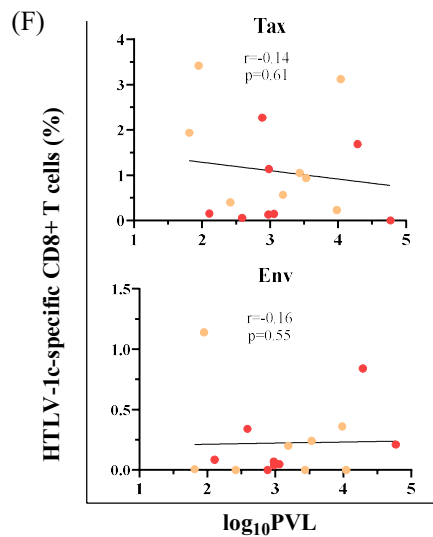 (F)
Tax
r=-0.14
p=0.61
4
3
2
1
0
1 2 3 4 5
HTLV-1c-specific CD8+ T cells (%)
Env
r=-0.16
p=0.55
1.5
1.0
0.5
0.0
1 2 3 4 5
log₁₀PVL